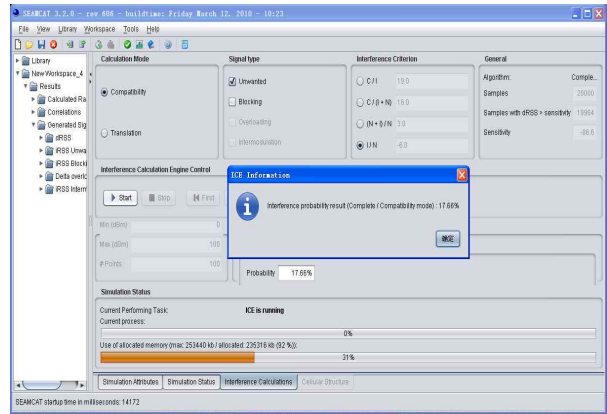 SEAMCAT 3.2.0 - rev 606 - buildtime: Friday March 12, 2010 - 10:23
File View Library Workspace Tools Help
Library
New Workspace_4
Results
Calculated Ra
Correlations
Generated Sig
dRSS
iRSS Unwa
iRSS Blocki
Delta overlo
iRSS Interm
Calculation Mode
Compatibility
Translation
Signal type
Unwanted
Blocking
Overloading
Intermodulation
Interference Criterion
C / I 19.0
C / (I + N) 16.0
(N + I) / N 3.0
I / N -6.0
General
Algorithm: Comple...
Samples 20000
Samples with dRSS > sensitivity 19984
Sensitivity
Interference Calculation Engine Control
Start Stop First
Min (dBm) 0
Max (dBm) 100
# Points 100
ICE Information
Interference probability result (Complete / Compatibility mode) : 17.66%
确定
Probability 17.66%
Simulation Status
Current Performing Task: ICE is running
Current process:
0%
Use of allocated memory (max: 253440 kb / allocated: 235316 kb (92 %)):
31%
Simulation Attributes Simulation Status Interference Calculations Cellular Structure
SEAMCAT startup time in milliseconds: 14172